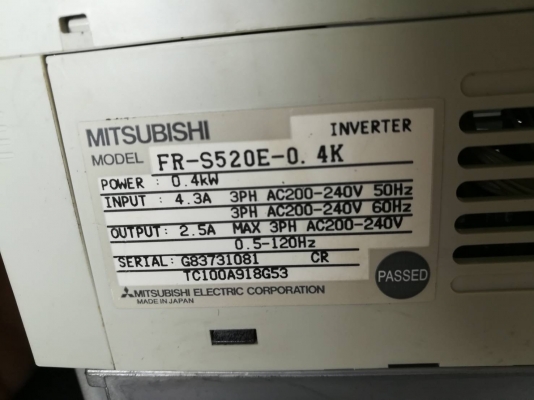 MITSUBISHI INVERTER
MODEL FR-S520E-0.4K
POWER : 0.4kW
INPUT : 4.3A 3PH AC200-240V 50Hz
3PH AC200-240V 60Hz
OUTPUT: 2.5A MAX 3PH AC200-240V
0.5-120Hz
SERIAL: G83731081 CR
TC100A918G53
PASSED
MITSUBISHI ELECTRIC CORPORATION
MADE IN JAPAN